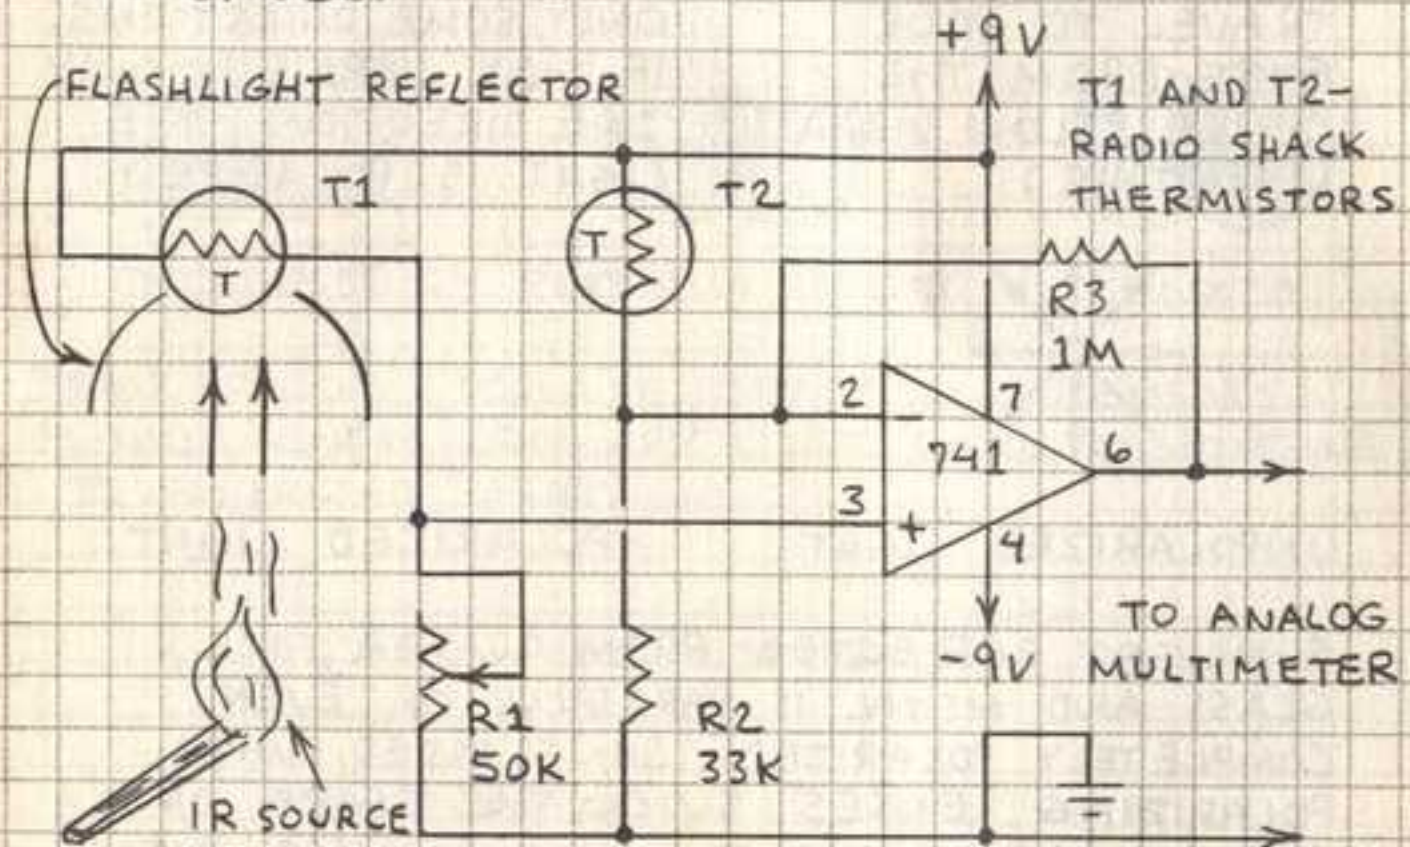 +9V
FLASHLIGHT REFLECTOR
T1 AND T2-
RADIO SHACK
THERMISTORS
T1
T2
T
T
R3
1M
2
-
7
741
6
3
+
4
-9V
TO ANALOG
MULTIMETER
R1
50K
R2
33K
IR SOURCE